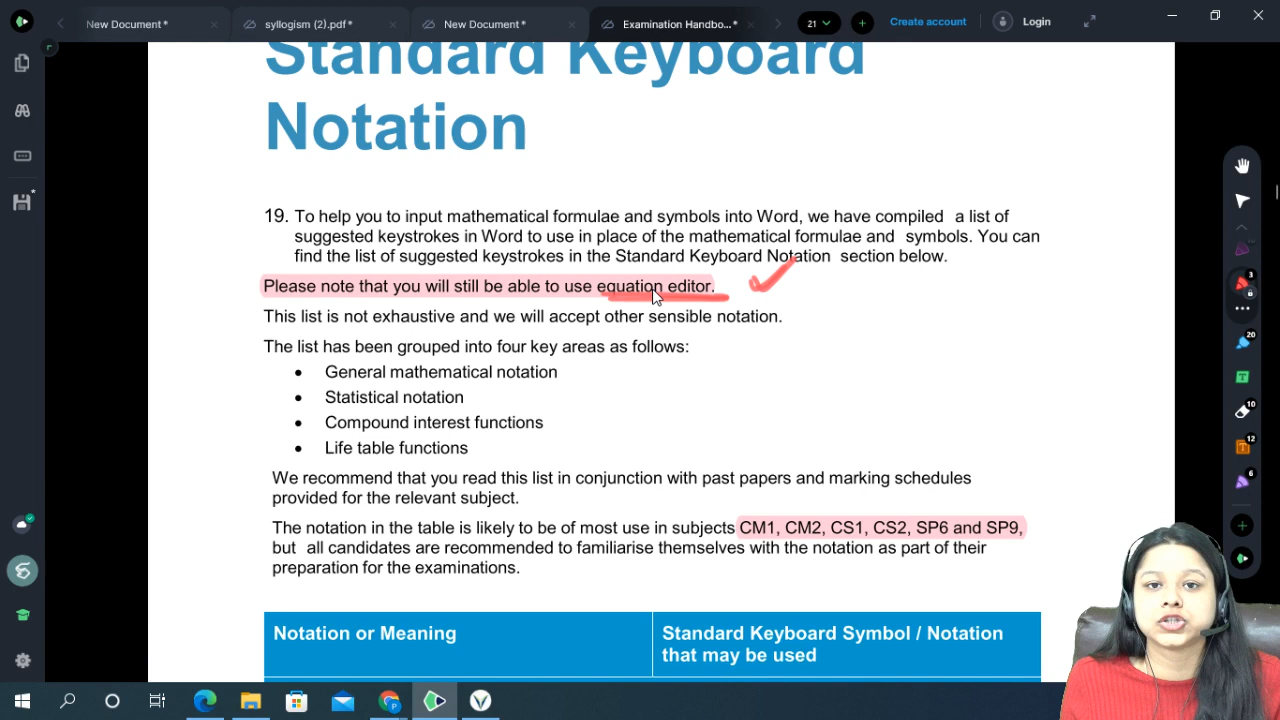 New Document*
syllogism (2).pdf*
New Document*
Examination Handbo...*
21
Create account
Login
Standard Keyboard
Notation
19. To help you to input mathematical formulae and symbols into Word, we have compiled a list of
suggested keystrokes in Word to use in place of the mathematical formulae and symbols. You can
find the list of suggested keystrokes in the Standard Keyboard Notation section below.
Please note that you will still be able to use equation editor.
This list is not exhaustive and we will accept other sensible notation.
The list has been grouped into four key areas as follows:
• General mathematical notation
• Statistical notation
• Compound interest functions
• Life table functions
We recommend that you read this list in conjunction with past papers and marking schedules
provided for the relevant subject.
The notation in the table is likely to be of most use in subjects CM1, CM2, CS1, CS2, SP6 and SP9,
but all candidates are recommended to familiarise themselves with the notation as part of their
preparation for the examinations.
Notation or Meaning
Standard Keyboard Symbol / Notation
that may be used
3
20
T
10
12
6